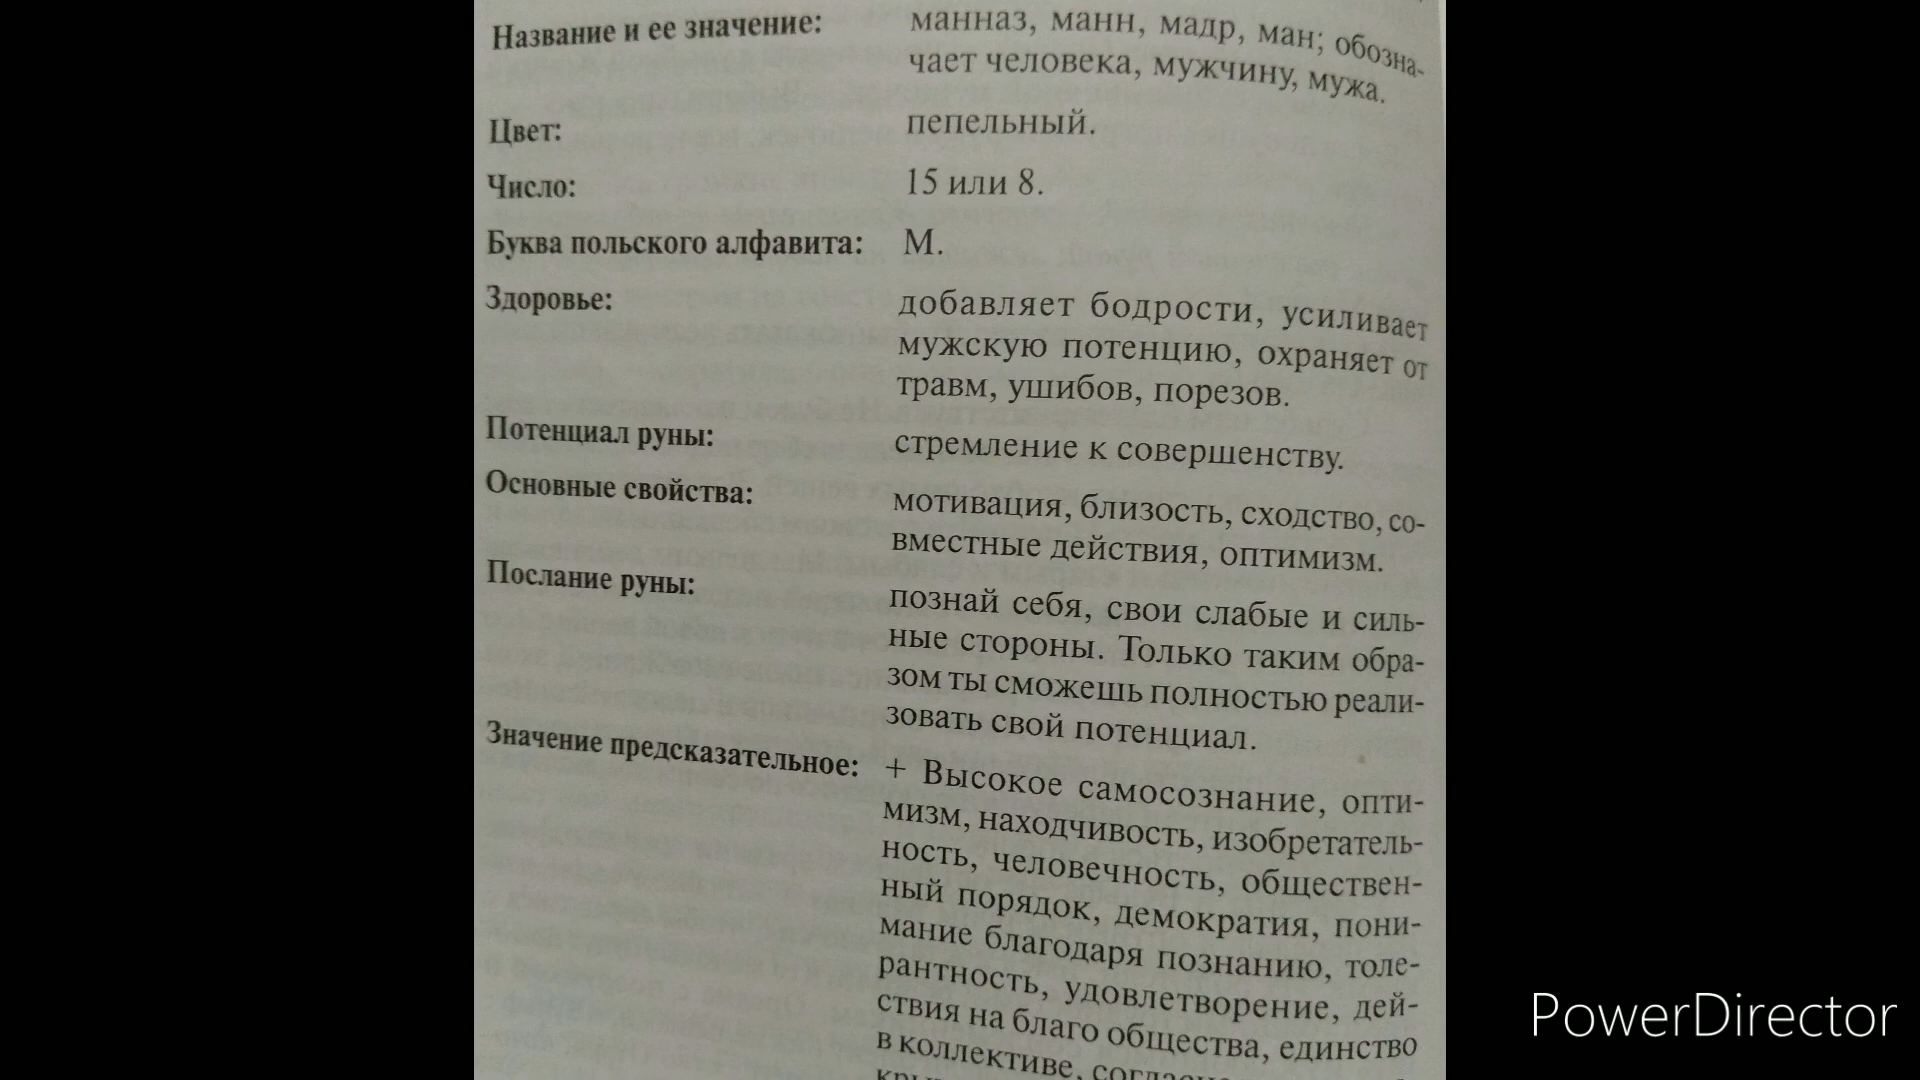 Название и ее значение: манназ, манн, мадр, ман; обозна-
чает человека, мужчину, мужа.
Цвет: пепельный.
Число: 15 или 8.
Буква польского алфавита: М.
Здоровье: добавляет бодрости, усиливает
мужскую потенцию, охраняет от
травм, ушибов, порезов.
Потенциал руны: стремление к совершенству.
Основные свойства: мотивация, близость, сходство, со-
вместные действия, оптимизм.
Послание руны: познай себя, свои слабые и силь-
ные стороны. Только таким обра-
зом ты сможешь полностью реали-
зовать свой потенциал.
Значение предсказательное: + Высокое самосознание, опти-
мизм, находчивость, изобретатель-
ность, человечность, обществен-
ный порядок, демократия, пони-
мание благодаря познанию, толе-
рантность, удовлетворение, дей-
ствия на благо общества, единство
в коллективе,
PowerDirector